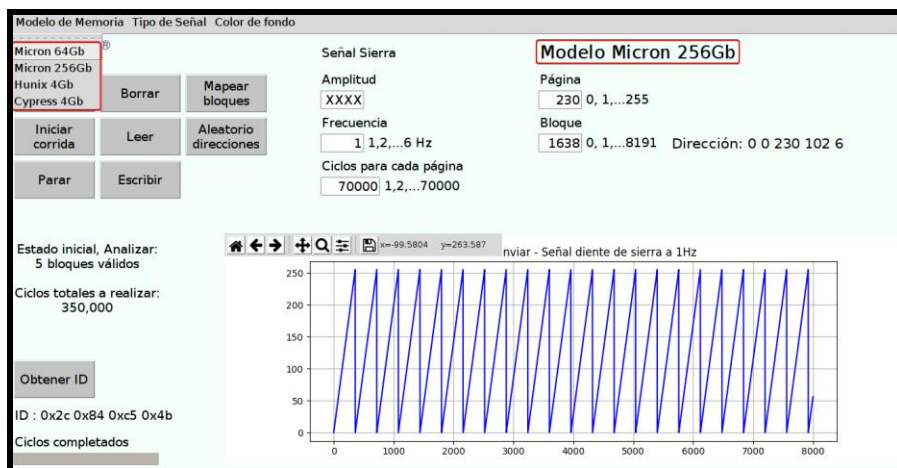 Modelo de Memoria Tipo de Señal Color de fondo
Micron 64Gb
Micron 256Gb
Hunix 4Gb
Cypress 4Gb
®
Borrar
Mapear
bloques
Iniciar
corrida
Leer
Aleatorio
direcciones
Parar
Escribir
Señal Sierra
Amplitud
XXXX
Frecuencia
1 1,2,...6 Hz
Ciclos para cada página
70000 1,2,...70000
Modelo Micron 256Gb
Página
230 0, 1,...255
Bloque
1638 0, 1,...8191 Dirección: 0 0 230 102 6
Estado inicial, Analizar:
5 bloques válidos
Ciclos totales a realizar:
350,000
Obtener ID
ID : 0x2c 0x84 0xc5 0x4b
Ciclos completados
x=-99.5804 y=263.587
nviar - Señal diente de sierra a 1Hz
250
200
150
100
50
0
0 1000 2000 3000 4000 5000 6000 7000 8000